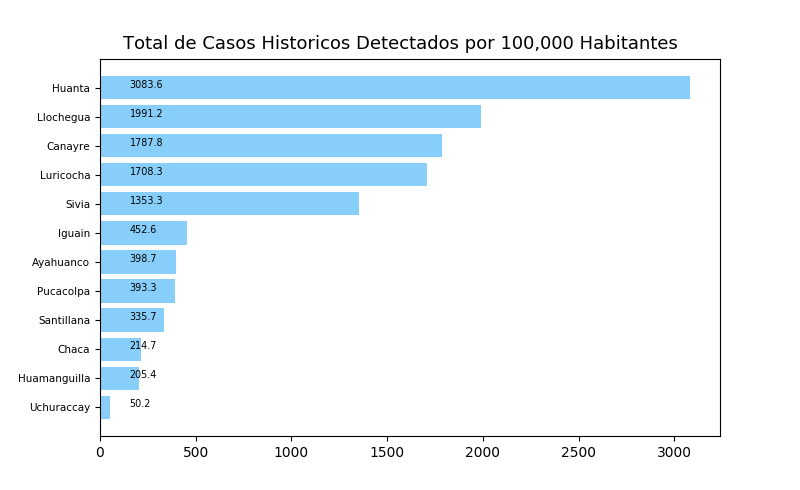 Total de Casos Historicos Detectados por 100,000 Habitantes
Huanta 3083.6
Llochegua 1991.2
Canayre 1787.8
Luricocha 1708.3
Sivia 1353.3
Iguain 452.6
Ayahuanco 398.7
Pucacolpa 393.3
Santillana 335.7
Chaca 214.7
Huamanguilla 205.4
Uchuraccay 50.2
0 500 1000 1500 2000 2500 3000